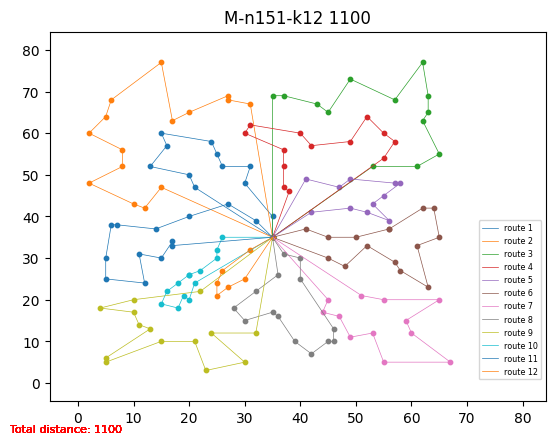 M-n151-k12 1100
80
70
60
50
40
30
20
10
0
route 1
route 2
route 3
route 4
route 5
route 6
route 7
route 8
route 9
route 10
route 11
route 12
0 10 20 30 40 50 60 70 80
Total distance: 1100